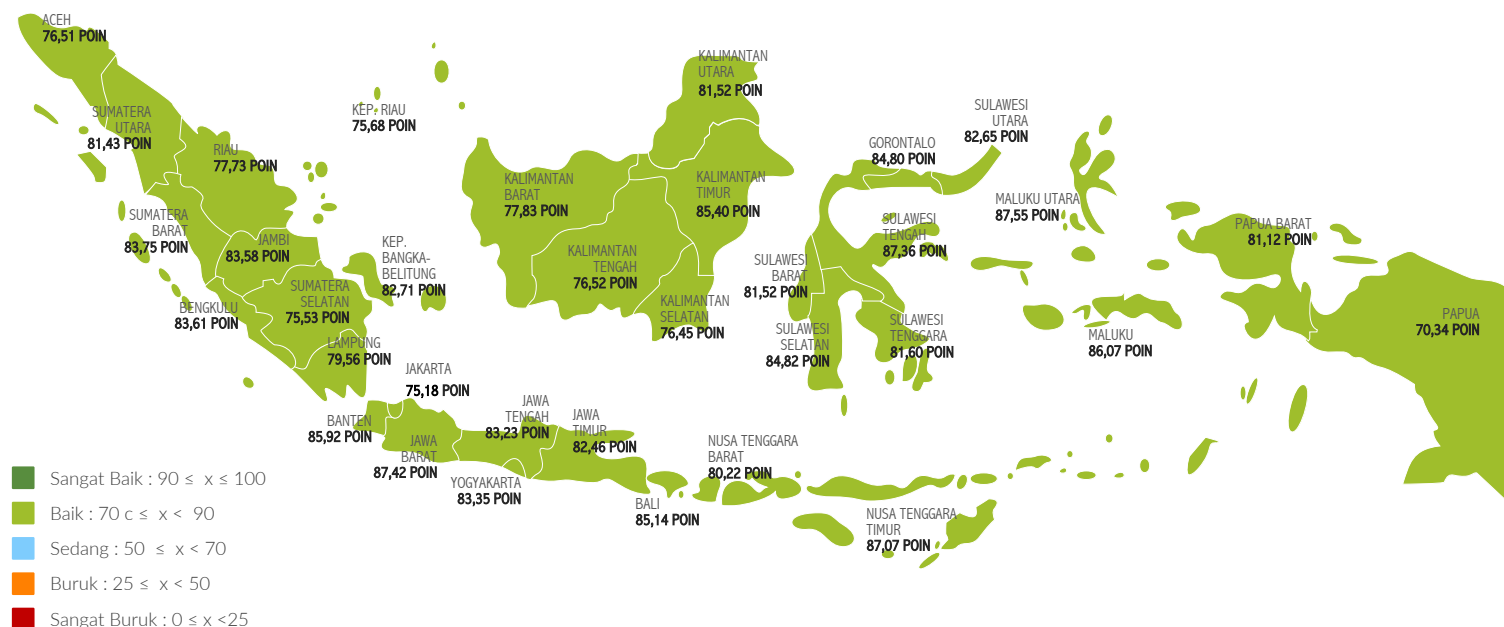 ACEH
76,51 POIN
SUMATERA
UTARA
81,43 POIN
RIAU
77,73 POIN
KEP. RIAU
75,68 POIN
SUMATERA
BARAT
83,75 POIN
JAMBI
83,58 POIN
KEP.
BANGKA-
BELITUNG
82,71 POIN
BENGKULU
83,61 POIN
SUMATERA
SELATAN
75,53 POIN
LAMPUNG
79,56 POIN
KALIMANTAN
UTARA
81,52 POIN
KALIMANTAN
BARAT
77,83 POIN
KALIMANTAN
TIMUR
85,40 POIN
KALIMANTAN
TENGAH
76,52 POIN
KALIMANTAN
SELATAN
76,45 POIN
SULAWESI
UTARA
82,65 POIN
GORONTALO
84,80 POIN
SULAWESI
TENGAH
87,36 POIN
SULAWESI
BARAT
81,52 POIN
SULAWESI
SELATAN
84,82 POIN
SULAWESI
TENGGARA
81,60 POIN
MALUKU UTARA
87,55 POIN
MALUKU
86,07 POIN
PAPUA BARAT
81,12 POIN
PAPUA
70,34 POIN
JAKARTA
75,18 POIN
BANTEN
85,92 POIN
JAWA
BARAT
87,42 POIN
JAWA
TENGAH
83,23 POIN
YOGYAKARTA
83,35 POIN
JAWA
TIMUR
82,46 POIN
BALI
85,14 POIN
NUSA TENGGARA
BARAT
80,22 POIN
NUSA TENGGARA
TIMUR
87,07 POIN
Sangat Baik : 90 ≤ x ≤ 100
Baik : 70 c ≤ x < 90
Sedang : 50 ≤ x < 70
Buruk : 25 ≤ x < 50
Sangat Buruk : 0 ≤ x <25